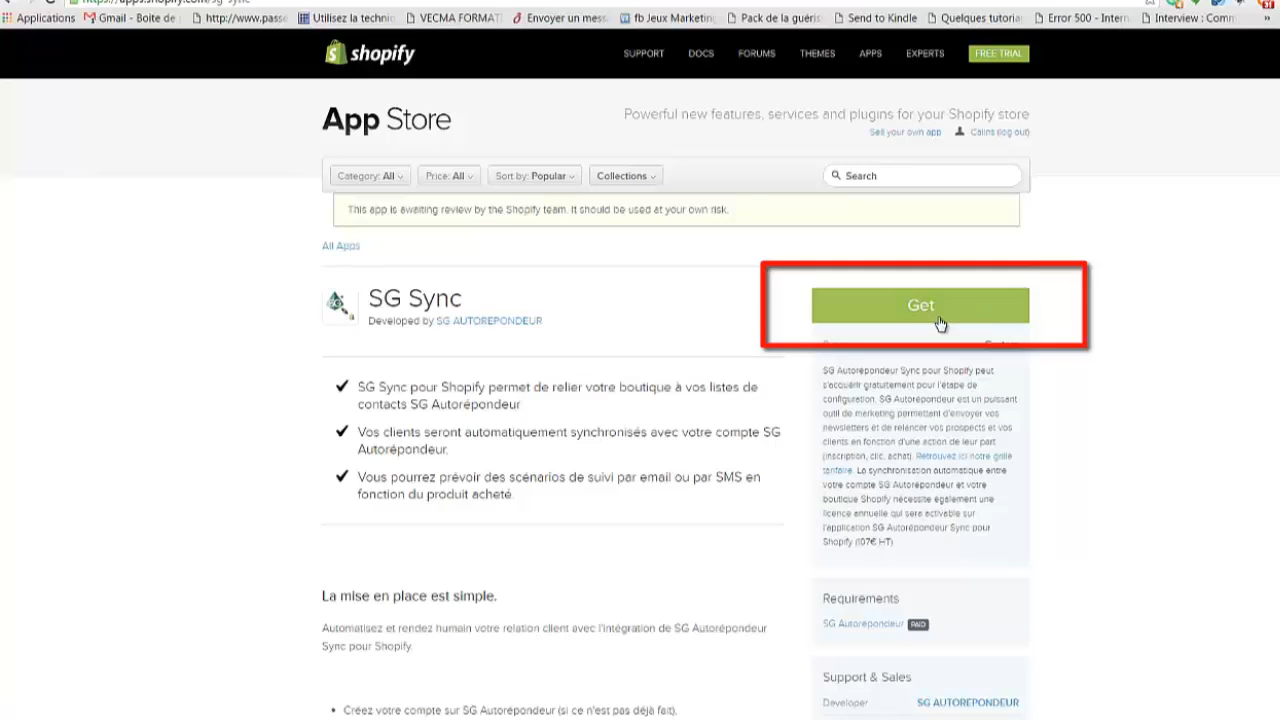 https://apps.shopify.com/sg-sync
Applications
Gmail - Boite de
http://www.passe
Utilisez la technic
VECMA FORMAT
Envoyer un mess
fb Jeux Marketing
Pack de la guéris
Send to Kindle
Quelques tutoria
Error 500 - Intern
Interview : Comm
»
shopify
SUPPORT
DOCS
FORUMS
THEMES
APPS
EXPERTS
FREE TRIAL
App Store
Powerful new features, services and plugins for your Shopify store
Sell your own app
(log out)
Category: All
Price: All
Sort by: Popular
Collections
Search
This app is awaiting review by the Shopify team. It should be used at your own risk.
All Apps
SG Sync
Developed by SG AUTOREPONDEUR
Get
SG Sync pour Shopify permet de relier votre boutique à vos listes de
contacts SG Autorépondeur
Vos clients seront automatiquement synchronisés avec votre compte SG
Autorépondeur.
Vous pourrez prévoir des scénarios de suivi par email ou par SMS en
fonction du produit acheté.
SG Autorépondeur Sync pour Shopify peut
s'acquérir gratuitement pour l'étape de
configuration. SG Autorépondeur est un puissant
outil de marketing permettant d'envoyer vos
newsletters et de relancer vos prospects et vos
clients en fonction d'une action de leur part
(inscription, clic, achat). Retrouvez ici notre grille
tarifaire. La synchronisation automatique entre
votre compte SG Autorépondeur et votre
boutique Shopify nécessite également une
licence annuelle qui sera activable sur
l'application SG Autorépondeur Sync pour
Shopify (107€ HT)
La mise en place est simple.
Automatisez et rendez humain votre relation client avec l'intégration de SG Autorépondeur
Sync pour Shopify.
• Créez votre compte sur SG Autorépondeur (si ce n'est pas déjà fait).
Requirements
SG Autorepondeur PAID
Support & Sales
Developer SG AUTOREPONDEUR